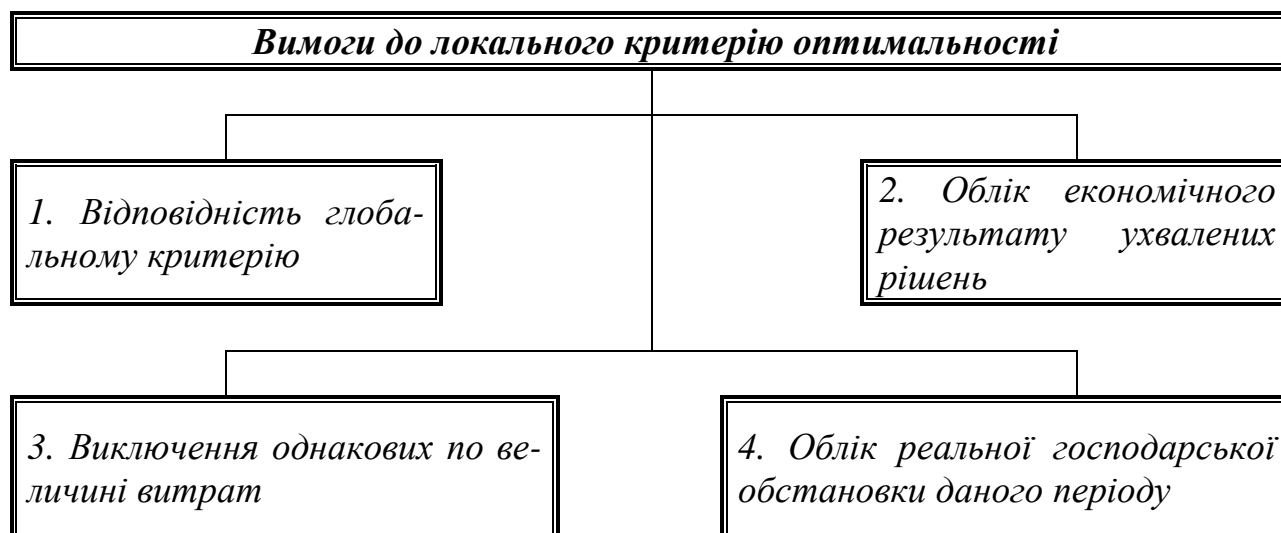 Вимоги до локального критерію оптимальності
1. Відповідність глоба-
льному критерію
2. Облік економічного
результату ухвалених
рішень
3. Виключення однакових по ве-
личині витрат
4. Облік реальної господарської
обстановки даного періоду